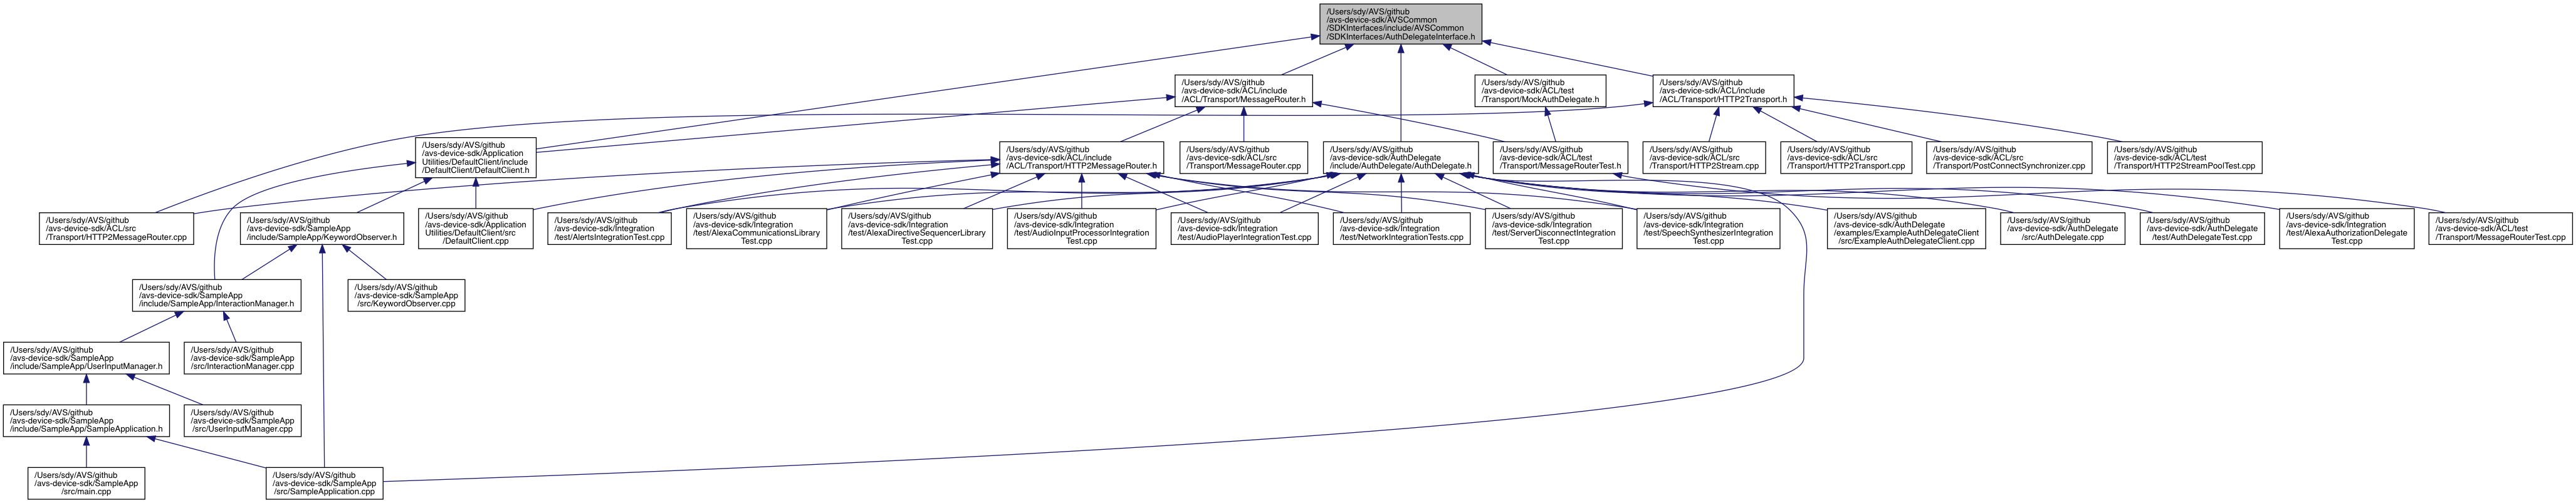 /Users/sdy/AVS/github
/avs-device-sdk/AVSCommon
/SDKInterfaces/include/AVSCommon
/SDKInterfaces/AuthDelegateInterface.h
/Users/sdy/AVS/github
/avs-device-sdk/ACL/include
/ACL/Transport/MessageRouter.h
/Users/sdy/AVS/github
/avs-device-sdk/ACL/test
/Transport/MockAuthDelegate.h
/Users/sdy/AVS/github
/avs-device-sdk/ACL/include
/ACL/Transport/HTTP2Transport.h
/Users/sdy/AVS/github
/avs-device-sdk/Application
Utilities/DefaultClient/include
/DefaultClient/DefaultClient.h
/Users/sdy/AVS/github
/avs-device-sdk/ACL/include
/ACL/Transport/HTTP2MessageRouter.h
/Users/sdy/AVS/github
/avs-device-sdk/ACL/src
/Transport/MessageRouter.cpp
/Users/sdy/AVS/github
/avs-device-sdk/AuthDelegate
/include/AuthDelegate/AuthDelegate.h
/Users/sdy/AVS/github
/avs-device-sdk/ACL/test
/Transport/MessageRouterTest.h
/Users/sdy/AVS/github
/avs-device-sdk/ACL/src
/Transport/HTTP2Stream.cpp
/Users/sdy/AVS/github
/avs-device-sdk/ACL/src
/Transport/HTTP2Transport.cpp
/Users/sdy/AVS/github
/avs-device-sdk/ACL/src
/Transport/PostConnectSynchronizer.cpp
/Users/sdy/AVS/github
/avs-device-sdk/ACL/test
/Transport/HTTP2StreamPoolTest.cpp
/Users/sdy/AVS/github
/avs-device-sdk/ACL/src
/Transport/HTTP2MessageRouter.cpp
/Users/sdy/AVS/github
/avs-device-sdk/SampleApp
/include/SampleApp/KeywordObserver.h
/Users/sdy/AVS/github
/avs-device-sdk/Application
Utilities/DefaultClient/src
/DefaultClient.cpp
/Users/sdy/AVS/github
/avs-device-sdk/Integration
/test/AlertsIntegrationTest.cpp
/Users/sdy/AVS/github
/avs-device-sdk/Integration
/test/AlexaCommunicationsLibrary
Test.cpp
/Users/sdy/AVS/github
/avs-device-sdk/Integration
/test/AlexaDirectiveSequencerLibrary
Test.cpp
/Users/sdy/AVS/github
/avs-device-sdk/Integration
/test/AudioInputProcessorIntegration
Test.cpp
/Users/sdy/AVS/github
/avs-device-sdk/Integration
/test/AudioPlayerIntegrationTest.cpp
/Users/sdy/AVS/github
/avs-device-sdk/Integration
/test/NetworkIntegrationTests.cpp
/Users/sdy/AVS/github
/avs-device-sdk/Integration
/test/ServerDisconnectIntegration
Test.cpp
/Users/sdy/AVS/github
/avs-device-sdk/Integration
/test/SpeechSynthesizerIntegration
Test.cpp
/Users/sdy/AVS/github
/avs-device-sdk/AuthDelegate
/examples/ExampleAuthDelegateClient
/src/ExampleAuthDelegateClient.cpp
/Users/sdy/AVS/github
/avs-device-sdk/AuthDelegate
/src/AuthDelegate.cpp
/Users/sdy/AVS/github
/avs-device-sdk/AuthDelegate
/test/AuthDelegateTest.cpp
/Users/sdy/AVS/github
/avs-device-sdk/Integration
/test/AlexaAuthorizationDelegate
Test.cpp
/Users/sdy/AVS/github
/avs-device-sdk/ACL/test
/Transport/MessageRouterTest.cpp
/Users/sdy/AVS/github
/avs-device-sdk/SampleApp
/include/SampleApp/InteractionManager.h
/Users/sdy/AVS/github
/avs-device-sdk/SampleApp
/src/KeywordObserver.cpp
/Users/sdy/AVS/github
/avs-device-sdk/SampleApp
/include/SampleApp/UserInputManager.h
/Users/sdy/AVS/github
/avs-device-sdk/SampleApp
/src/InteractionManager.cpp
/Users/sdy/AVS/github
/avs-device-sdk/SampleApp
/include/SampleApp/SampleApplication.h
/Users/sdy/AVS/github
/avs-device-sdk/SampleApp
/src/UserInputManager.cpp
/Users/sdy/AVS/github
/avs-device-sdk/SampleApp
/src/main.cpp
/Users/sdy/AVS/github
/avs-device-sdk/SampleApp
/src/SampleApplication.cpp